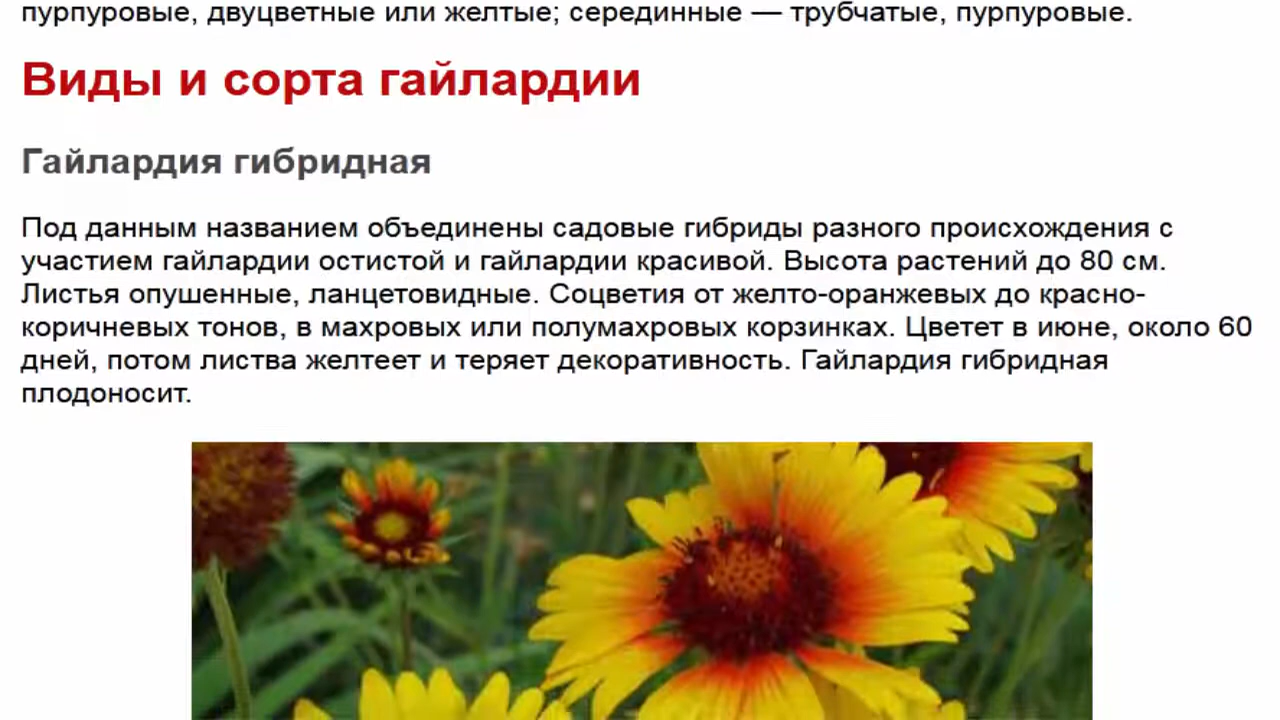 пурпуровые, двуцветные или желтые; серединные — трубчатые, пурпуровые.
Виды и сорта гайлардии
Гайлардия гибридная
Под данным названием объединены садовые гибриды разного происхождения с
участием гайлардии остистой и гайлардии красивой. Высота растений до 80 см.
Листья опушенные, ланцетовидные. Соцветия от желто-оранжевых до красно-
коричневых тонов, в махровых или полумахровых корзинках. Цветет в июне, около 60
дней, потом листва желтеет и теряет декоративность. Гайлардия гибридная
плодоносит.